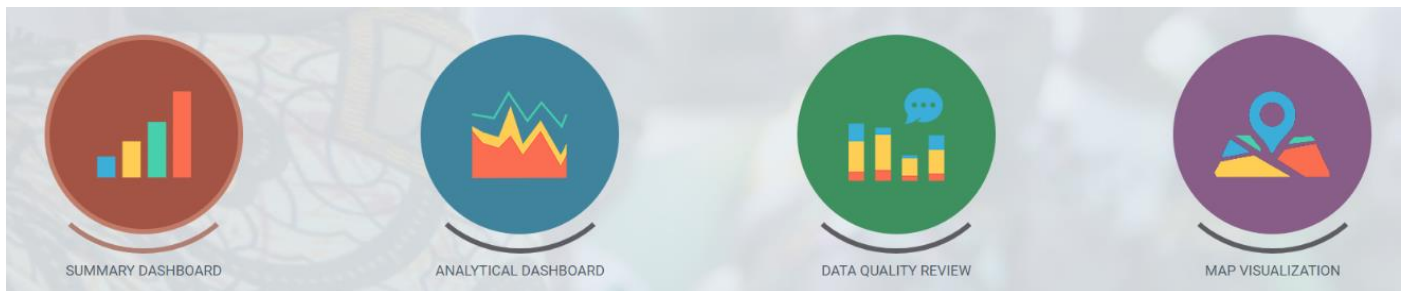 SUMMARY DASHBOARD
ANALYTICAL DASHBOARD
DATA QUALITY REVIEW
MAP VISUALIZATION